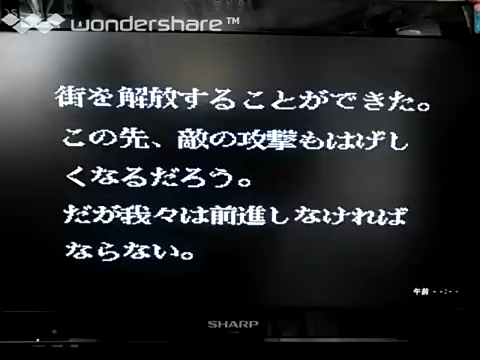 wondershare™
街を解放することができた。
この先、敵の攻撃もはげし
くなるだろう。
だが我々は前進しなければ
ならない。
午前 --:--
SHARP